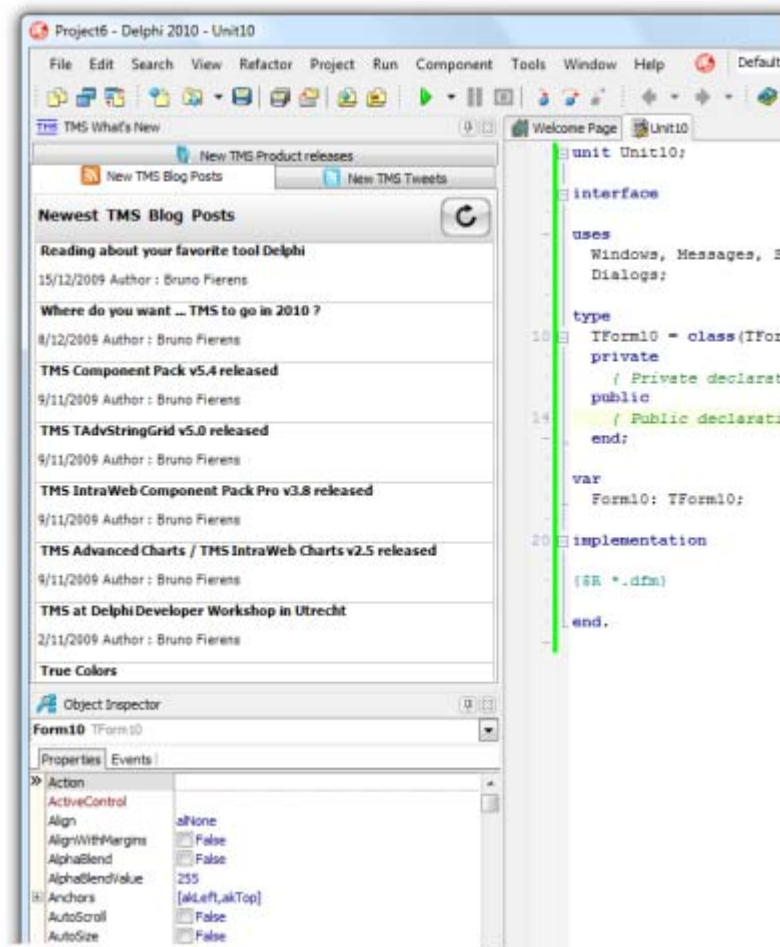 Project6 - Delphi 2010 - Unit10
File Edit Search View Refactor Project Run Component Tools Window Help Default
TMS What's New
New TMS Product releases
New TMS Blog Posts New TMS Tweets
Newest TMS Blog Posts
Reading about your favorite tool Delphi
15/12/2009 Author : Bruno Fierens
Where do you want ... TMS to go in 2010 ?
8/12/2009 Author : Bruno Fierens
TMS Component Pack v5.4 released
9/11/2009 Author : Bruno Fierens
TMS TAdvStringGrid v5.0 released
9/11/2009 Author : Bruno Fierens
TMS IntraWeb Component Pack Pro v3.8 released
9/11/2009 Author : Bruno Fierens
TMS Advanced Charts / TMS IntraWeb Charts v2.5 released
9/11/2009 Author : Bruno Fierens
TMS at Delphi Developer Workshop in Utrecht
2/11/2009 Author : Bruno Fierens
True Colors
Object Inspector
Form10 TForm10
Properties Events
Action
ActiveControl
Align alNone
AlignWithMargins False
AlphaBlend False
AlphaBlendValue 255
Anchors [akLeft,akTop]
AutoScroll False
AutoSize False
Welcome Page Unit10
unit Unit10;
interface
uses
Windows, Messages,
Dialogs;
type
10 TForm10 = class(TFor
private
{ Private declarat
public
14 { Public declarati
end;
var
Form10: TForm10;
20 implementation
{$R *.dfm}
end.